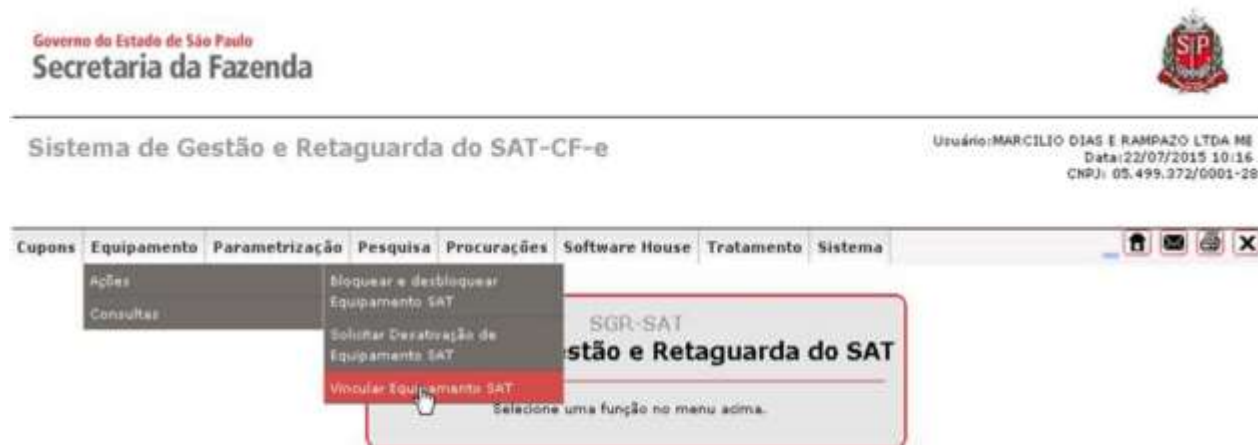 Governo do Estado de São Paulo
Secretaria da Fazenda
SP
Sistema de Gestão e Retaguarda do SAT-CF-e
Usuário:MARCILIO DIAS E RAMPAZO LTDA ME
Data:22/07/2015 10:16
CNPJ: 05.499.372/0001-28
Cupons Equipamento Parametrização Pesquisa Procurações Software House Tratamento Sistema
Ações
Consultas
Bloquear e desbloquear
Equipamento SAT
Solicitar Desativação de
Equipamento SAT
Vincular Equipamento SAT
SGR-SAT
stão e Retaguarda do SAT
Selecione uma função no menu acima.